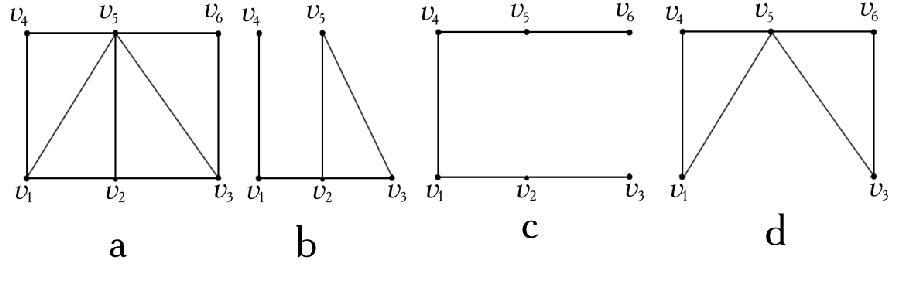 v₄ v₅ v₆ v₄ v₅ v₄ v₅ v₆ v₄ v₅ v₆
v₁ v₂ v₃ v₁ v₂ v₃ v₁ v₂ v₃ v₁ v₃
a b c d